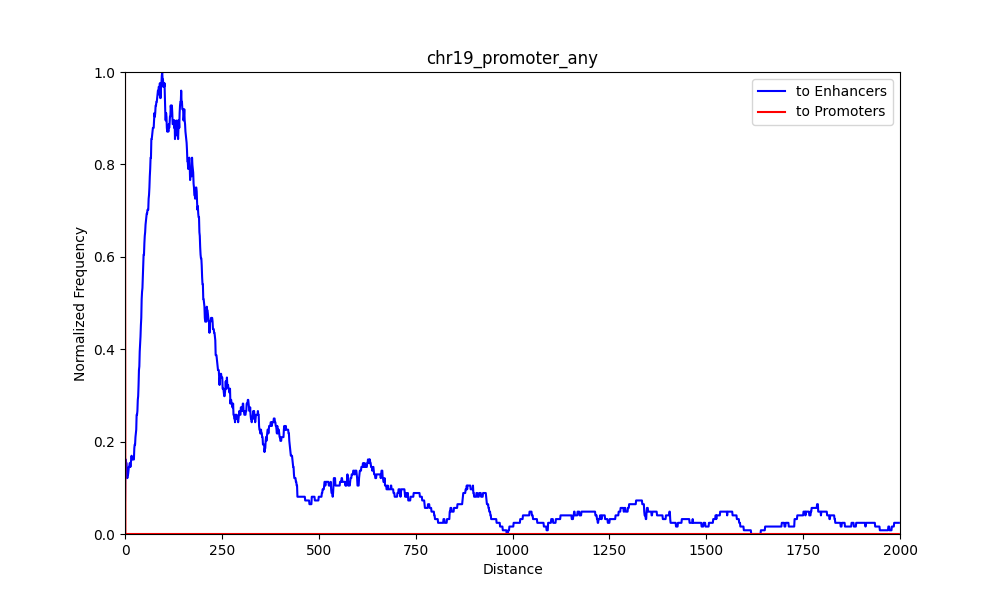 chr19_promoter_any
1.0
0.8
0.6
0.4
0.2
0.0
Normalized Frequency
to Enhancers
to Promoters
0 250 500 750 1000 1250 1500 1750 2000
Distance